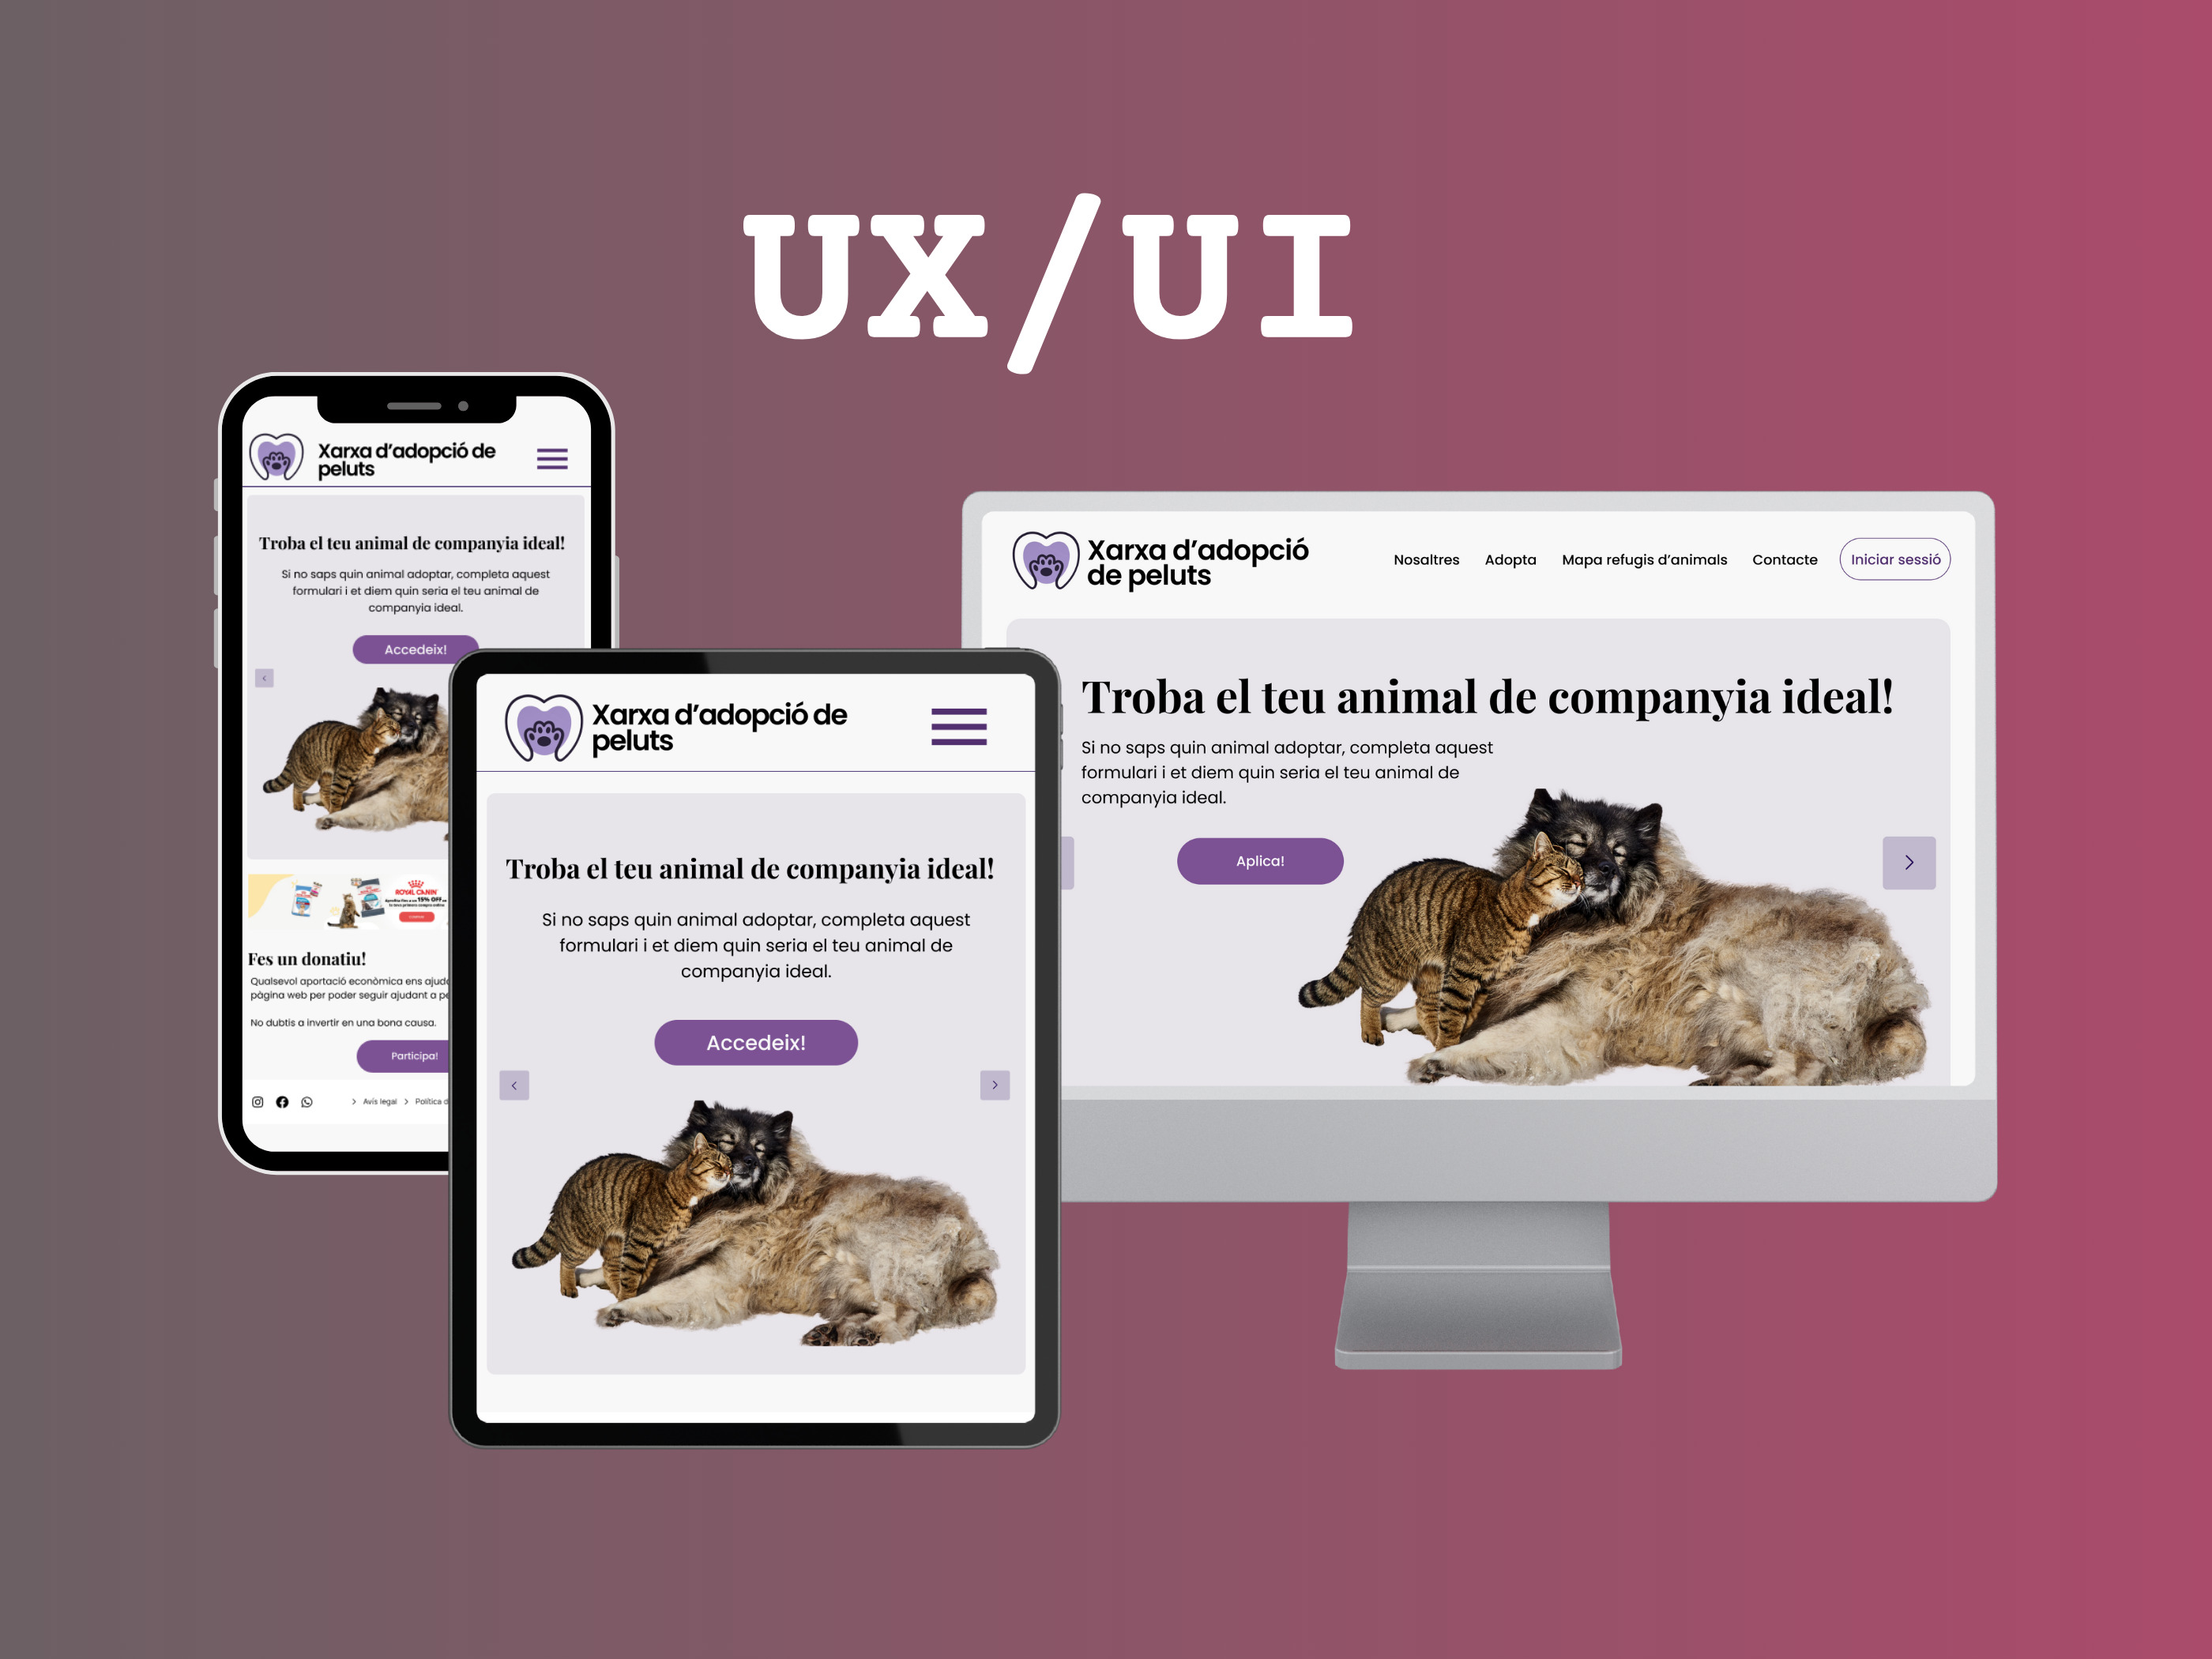 UX/UI
Xarxa d'adopció de
peluts
Troba el teu animal de companyia ideal!
Si no saps quin animal adoptar, completa aquest
formulari i et diem quin seria el teu animal de
companyia ideal.
Accedeix!
ROYAL CANIN
15% OFF
Fes un donatiu!
Qualsevol aportació econòmica ens
pàgina web per poder seguir ajudant a
No dubtis a invertir en una bona causa.
Participa!
Avís legal
Política
Xarxa d'adopció de
peluts
Troba el teu animal de companyia ideal!
Si no saps quin animal adoptar, completa aquest
formulari i et diem quin seria el teu animal de
companyia ideal.
Accedeix!
Xarxa d'adopció
de peluts
Nosaltres
Adopta
Mapa refugis d'animals
Contacte
Iniciar sessió
Troba el teu animal de companyia ideal!
Si no saps quin animal adoptar, completa aquest
formulari i et diem quin seria el teu animal de
companyia ideal.
Aplica!